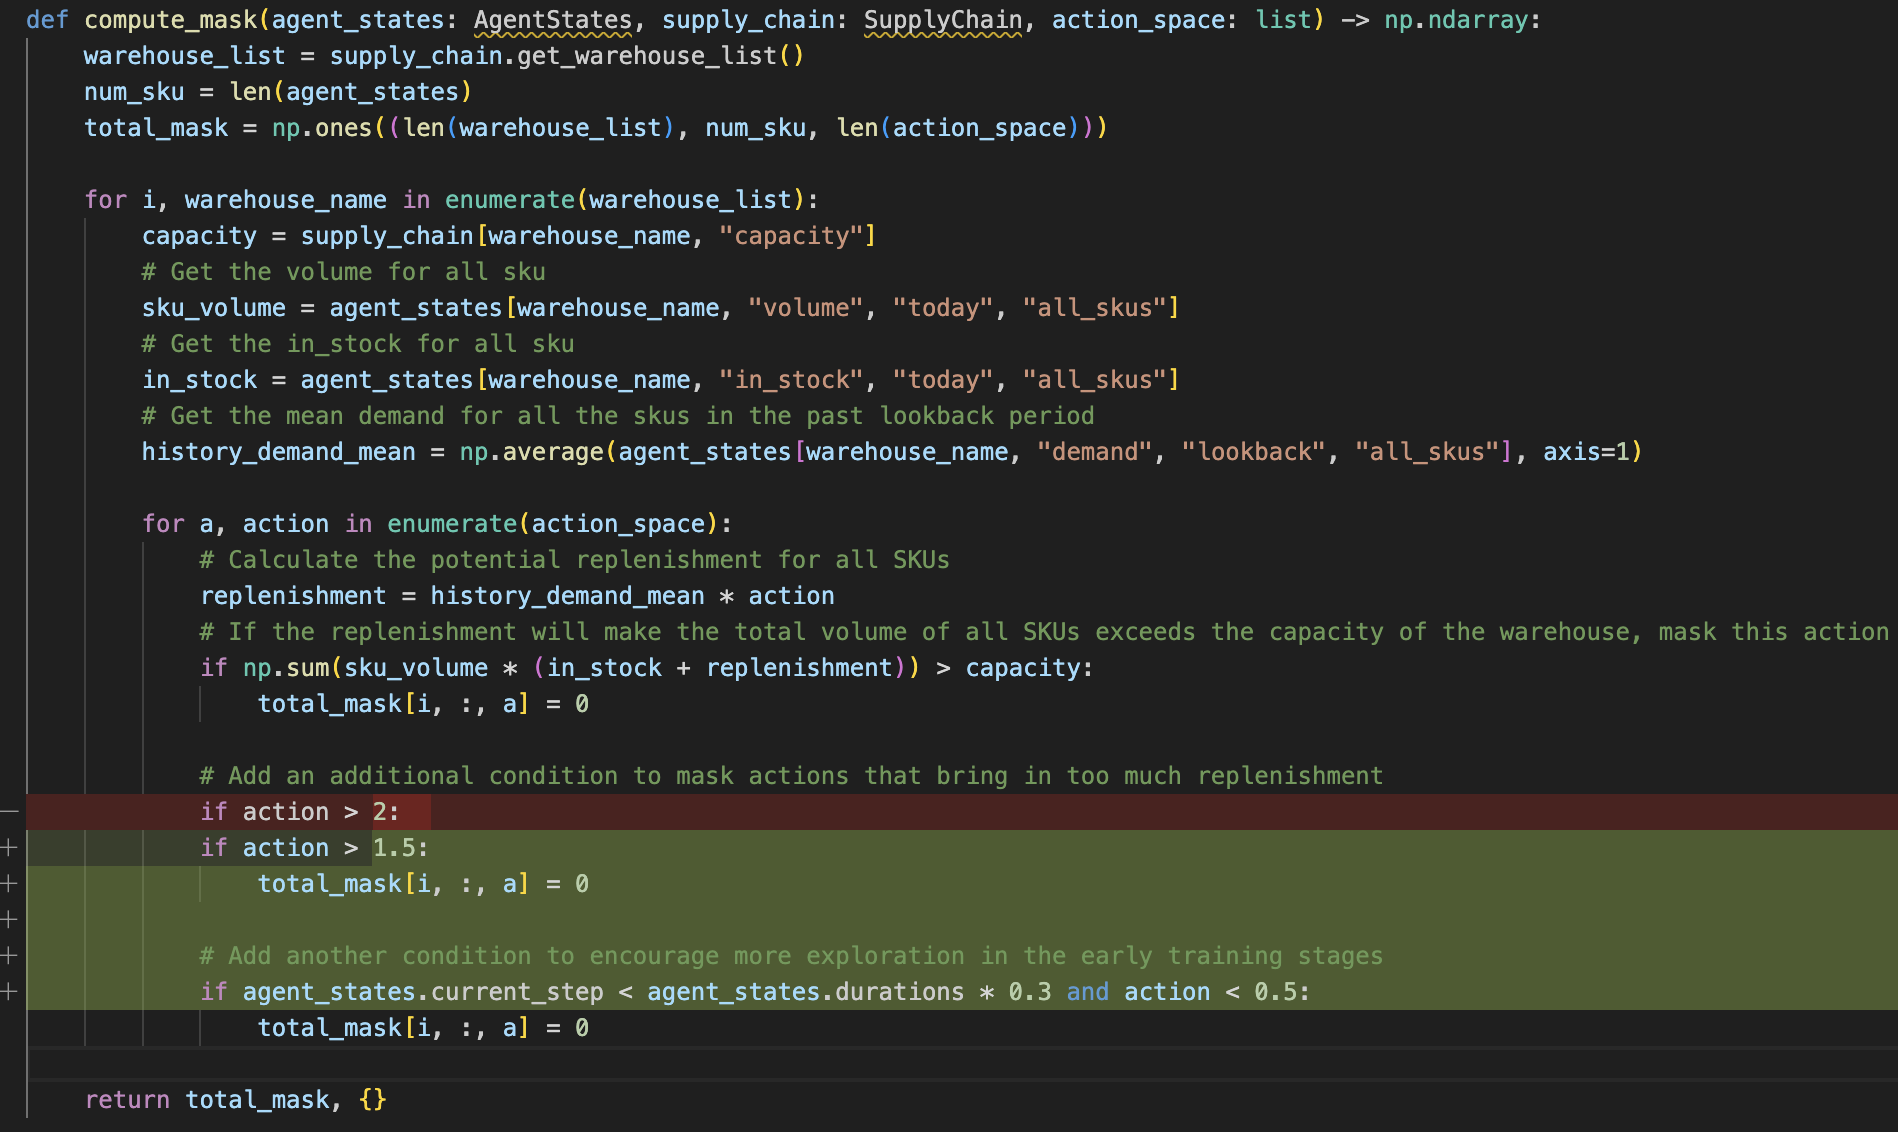 def compute_mask(agent_states: AgentStates, supply_chain: SupplyChain, action_space: list) -> np.ndarray:
    warehouse_list = supply_chain.get_warehouse_list()
    num_sku = len(agent_states)
    total_mask = np.ones((len(warehouse_list), num_sku, len(action_space)))

    for i, warehouse_name in enumerate(warehouse_list):
        capacity = supply_chain[warehouse_name, "capacity"]
        # Get the volume for all sku
        sku_volume = agent_states[warehouse_name, "volume", "today", "all_skus"]
        # Get the in_stock for all sku
        in_stock = agent_states[warehouse_name, "in_stock", "today", "all_skus"]
        # Get the mean demand for all the skus in the past lookback period
        history_demand_mean = np.average(agent_states[warehouse_name, "demand", "lookback", "all_skus"], axis=1)

        for a, action in enumerate(action_space):
            # Calculate the potential replenishment for all SKUs
            replenishment = history_demand_mean * action
            # If the replenishment will make the total volume of all SKUs exceeds the capacity of the warehouse, mask this action
            if np.sum(sku_volume * (in_stock + replenishment)) > capacity:
                total_mask[i, :, a] = 0

            # Add an additional condition to mask actions that bring in too much replenishment
—           if action > 2:
+           if action > 1.5:
+               total_mask[i, :, a] = 0
+
+           # Add another condition to encourage more exploration in the early training stages
+           if agent_states.current_step < agent_states.durations * 0.3 and action < 0.5:
                total_mask[i, :, a] = 0

    return total_mask, {}